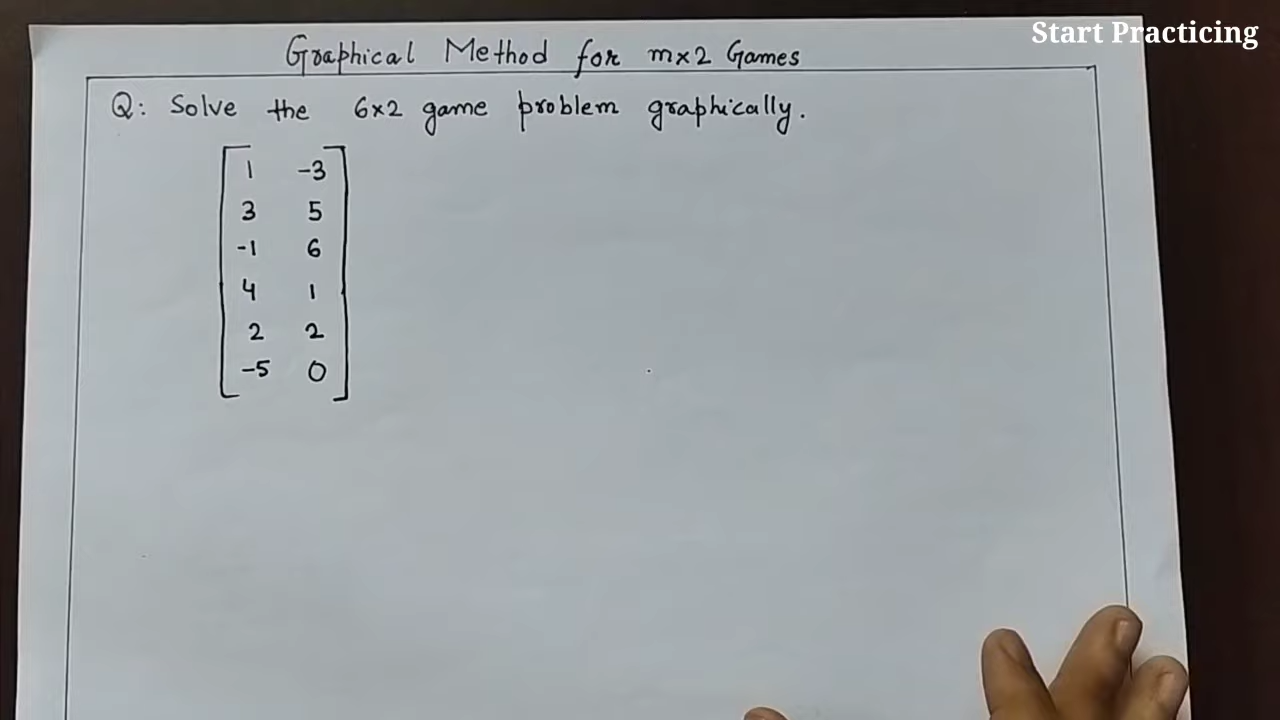 Start Practicing
Graphical Method for m×2 Games
Q: Solve the 6×2 game problem graphically.
1 -3
3 5
-1 6
4 1
2 2
-5 0